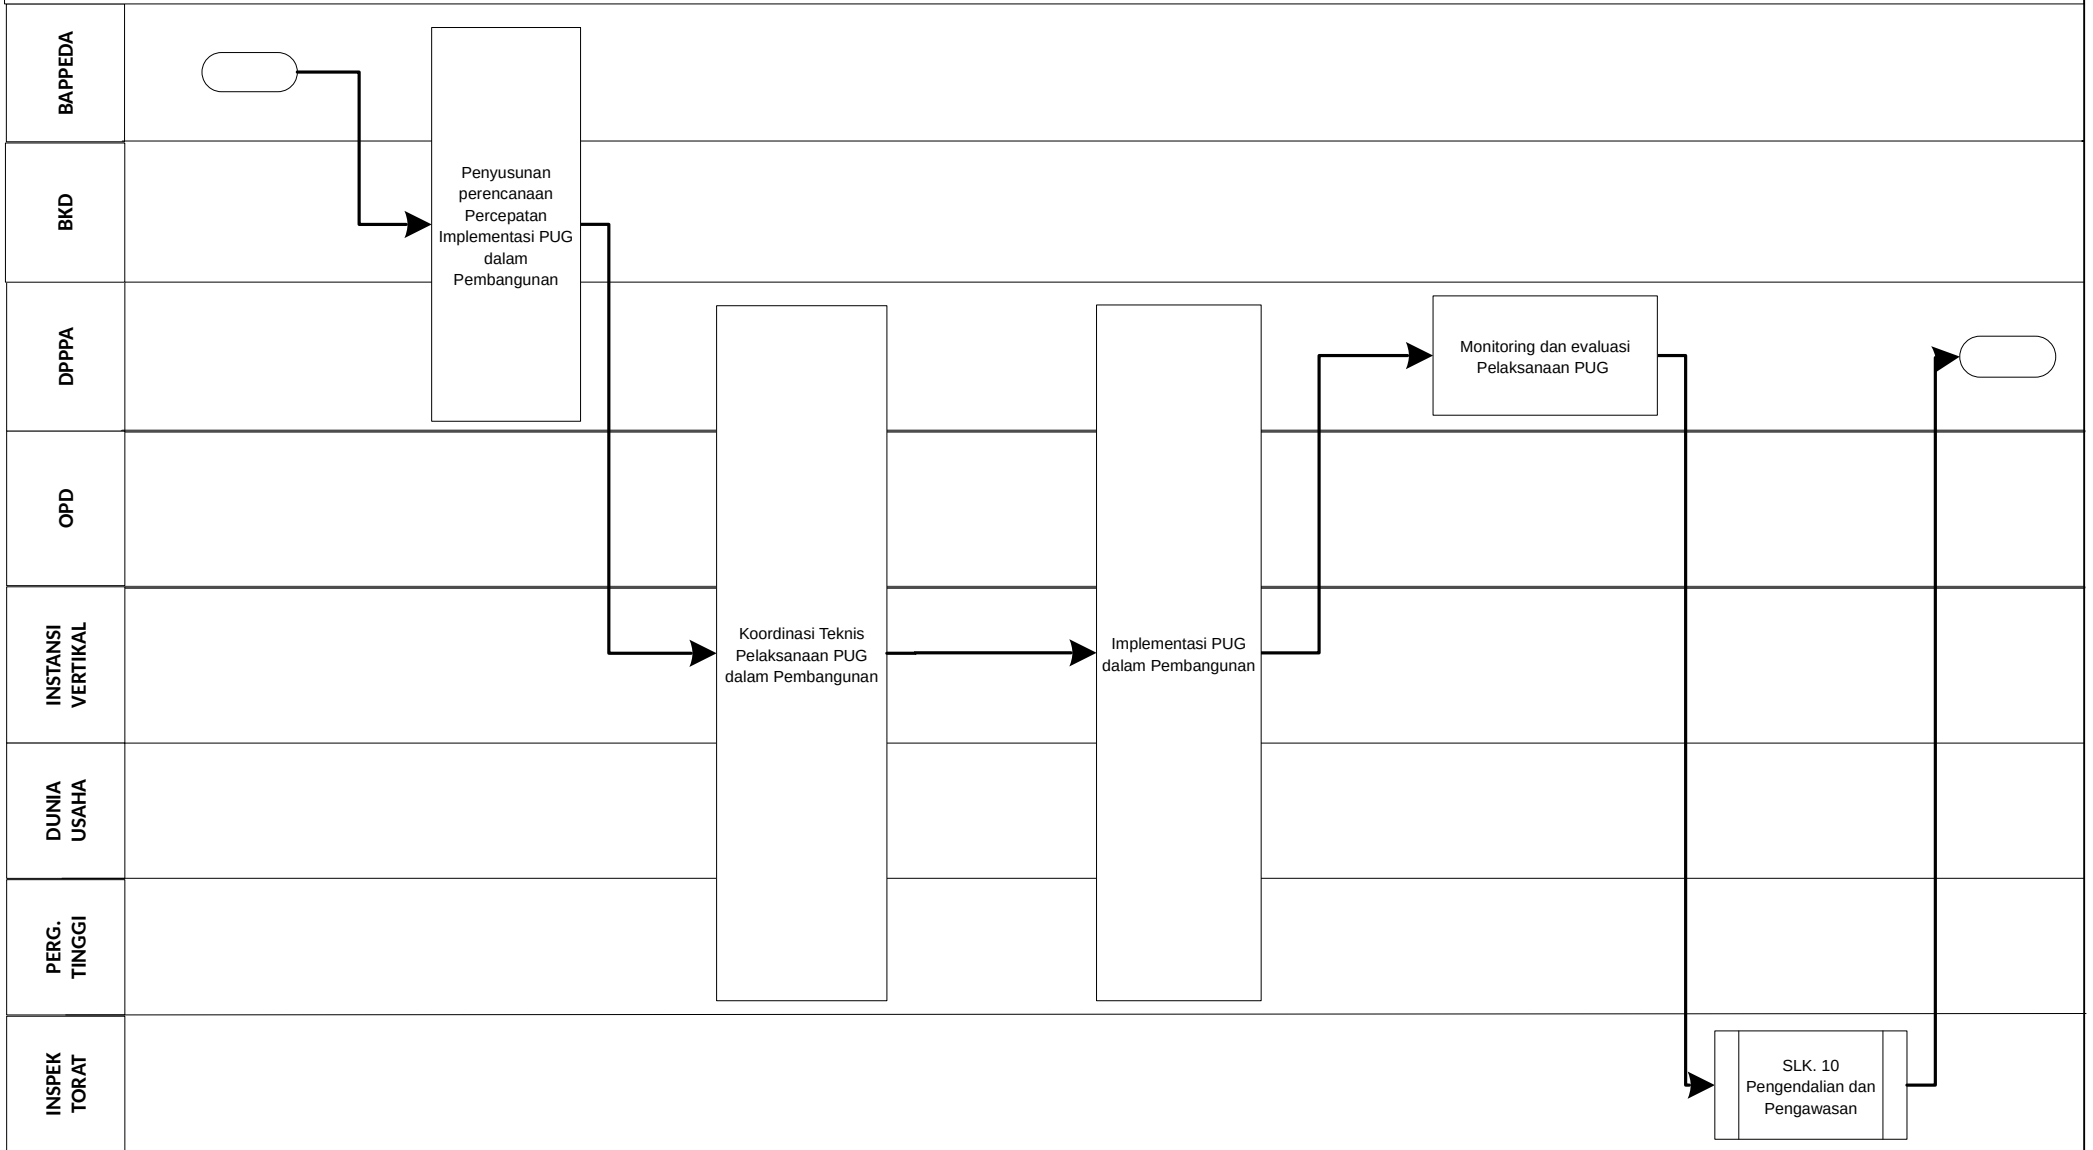 BAPPEDA
BKD
DPPPA
OPD
INSTANSI
VERTIKAL
DUNIA
USAHA
PERG.
TINGGI
INSPEK
TORAT
Penyusunan
perencanaan
Percepatan
Implementasi PUG
dalam
Pembangunan
Koordinasi Teknis
Pelaksanaan PUG
dalam Pembangunan
Implementasi PUG
dalam Pembangunan
Monitoring dan evaluasi
Pelaksanaan PUG
SLK. 10
Pengendalian dan
Pengawasan